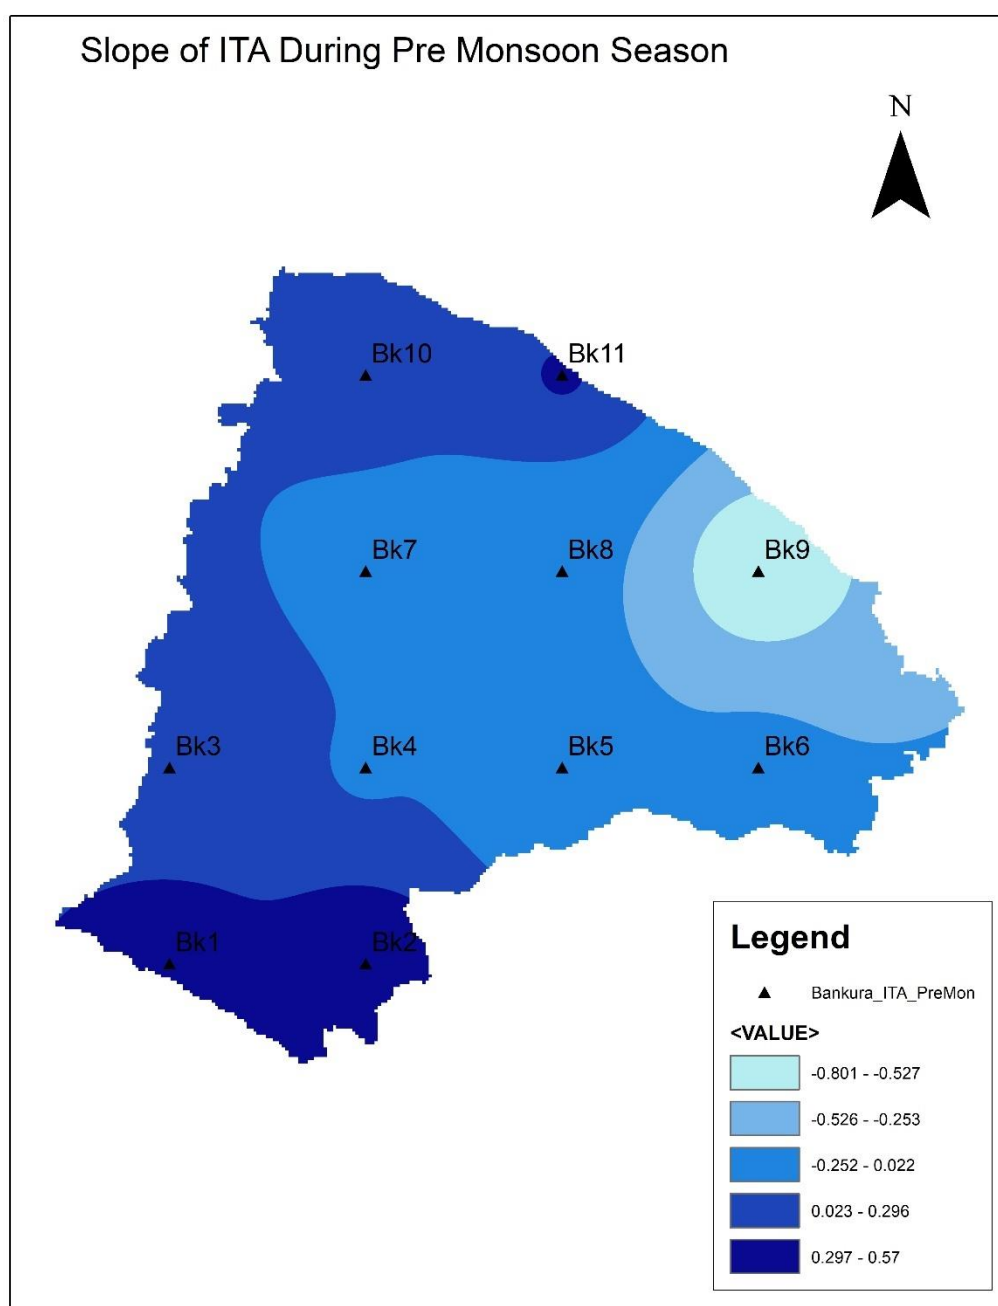 Slope of ITA During Pre Monsoon Season
N
Bk10
Bk11
Bk7
Bk8
Bk9
Bk3
Bk4
Bk5
Bk6
Bk1
Bk2
Legend
Bankura_ITA_PreMon
<VALUE>
-0.801 - -0.527
-0.526 - -0.253
-0.252 - 0.022
0.023 - 0.296
0.297 - 0.57